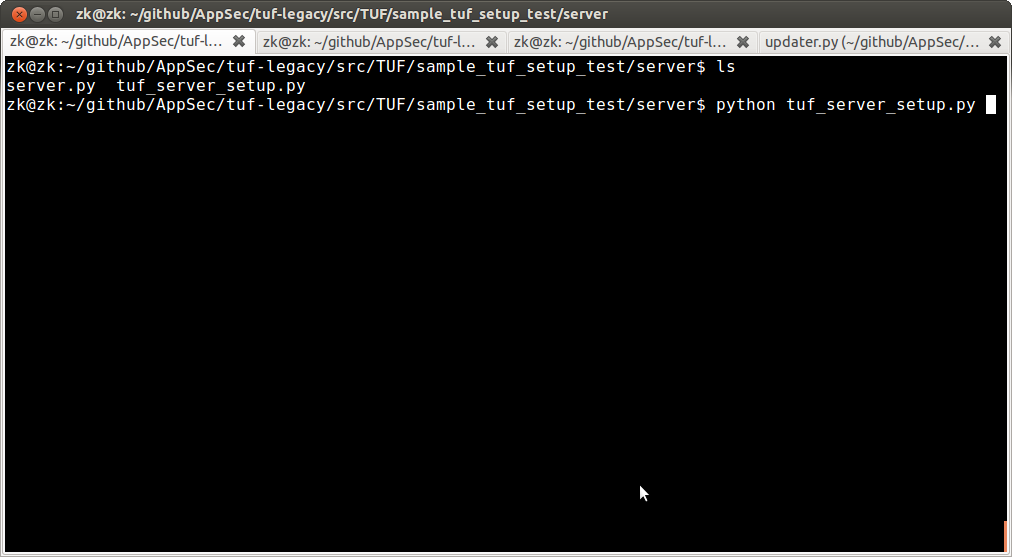 zk@zk: ~/github/AppSec/tuf-legacy/src/TUF/sample_tuf_setup_test/server
zk@zk: ~/github/AppSec/tuf-l... zk@zk: ~/github/AppSec/tuf-l... zk@zk: ~/github/AppSec/tuf-l... updater.py (~/github/AppSec/...
zk@zk:~/github/AppSec/tuf-legacy/src/TUF/sample_tuf_setup_test/server$ ls
server.py  tuf_server_setup.py
zk@zk:~/github/AppSec/tuf-legacy/src/TUF/sample_tuf_setup_test/server$ python tuf_server_setup.py